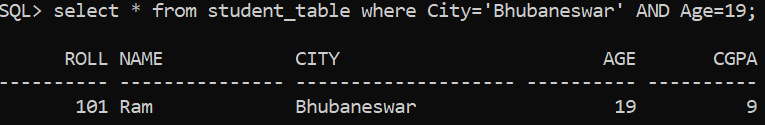 SQL> select * from student_table where City='Bhubaneswar' AND Age=19;
ROLL NAME CITY AGE CGPA
---------- --------------- -------------------- ---------- ----------
101 Ram Bhubaneswar 19 9